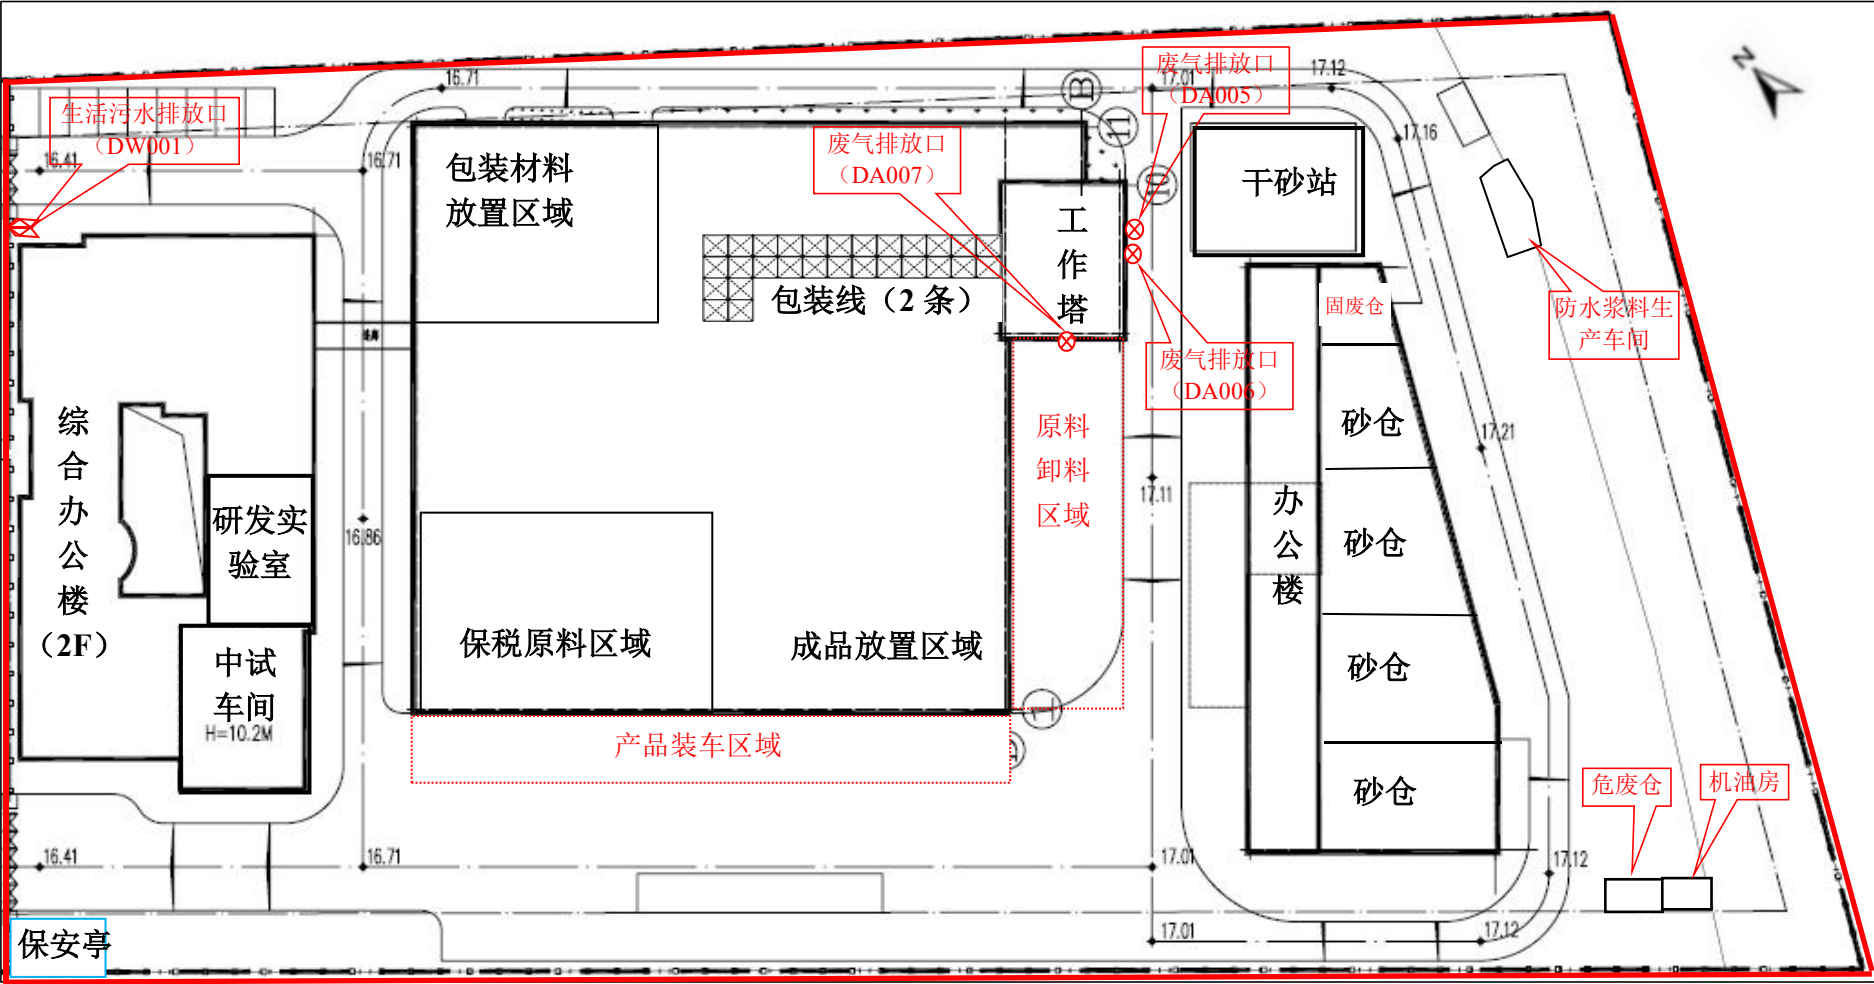 N
16.71
17.12
废气排放口
（DA005）
17.01
B
11
10
17.16
生活污水排放口
（DW001）
16.41
16.71
废气排放口
（DA007）
包装材料
放置区域
工
作
塔
干砂站
包装线（2 条）
固废仓
防水浆料生
产车间
废气排放口
（DA006）
综
合
办
公
楼
（2F）
原料
卸料
区域
砂仓
17.21
17.11
研发实
验室
16.86
办
公
楼
砂仓
中试
车间
H=10.2M
保税原料区域
成品放置区域
砂仓
1
产品装车区域
砂仓
危废仓
机油房
16.41
16.71
17.01
17.12
17.01
17.12
保安亭